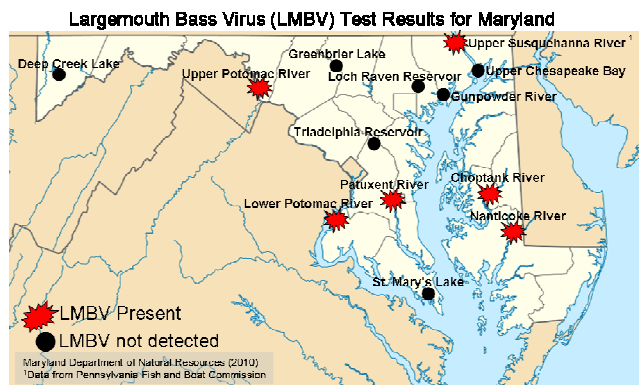 Largemouth Bass Virus (LMBV) Test Results for Maryland
Upper Susquehanna River 1
Greenbrier Lake
Deep Creek Lake
Upper Potomac River
Loch Raven Reservoir
Upper Chesapeake Bay
Gunpowder River
Triadelphia Reservoir
Choptank River
Patuxent River
Lower Potomac River
Nanticoke River
St. Mary's Lake
LMBV Present
LMBV not detected
Maryland Department of Natural Resources (2010)
1Data from Pennsylvania Fish and Boat Commission